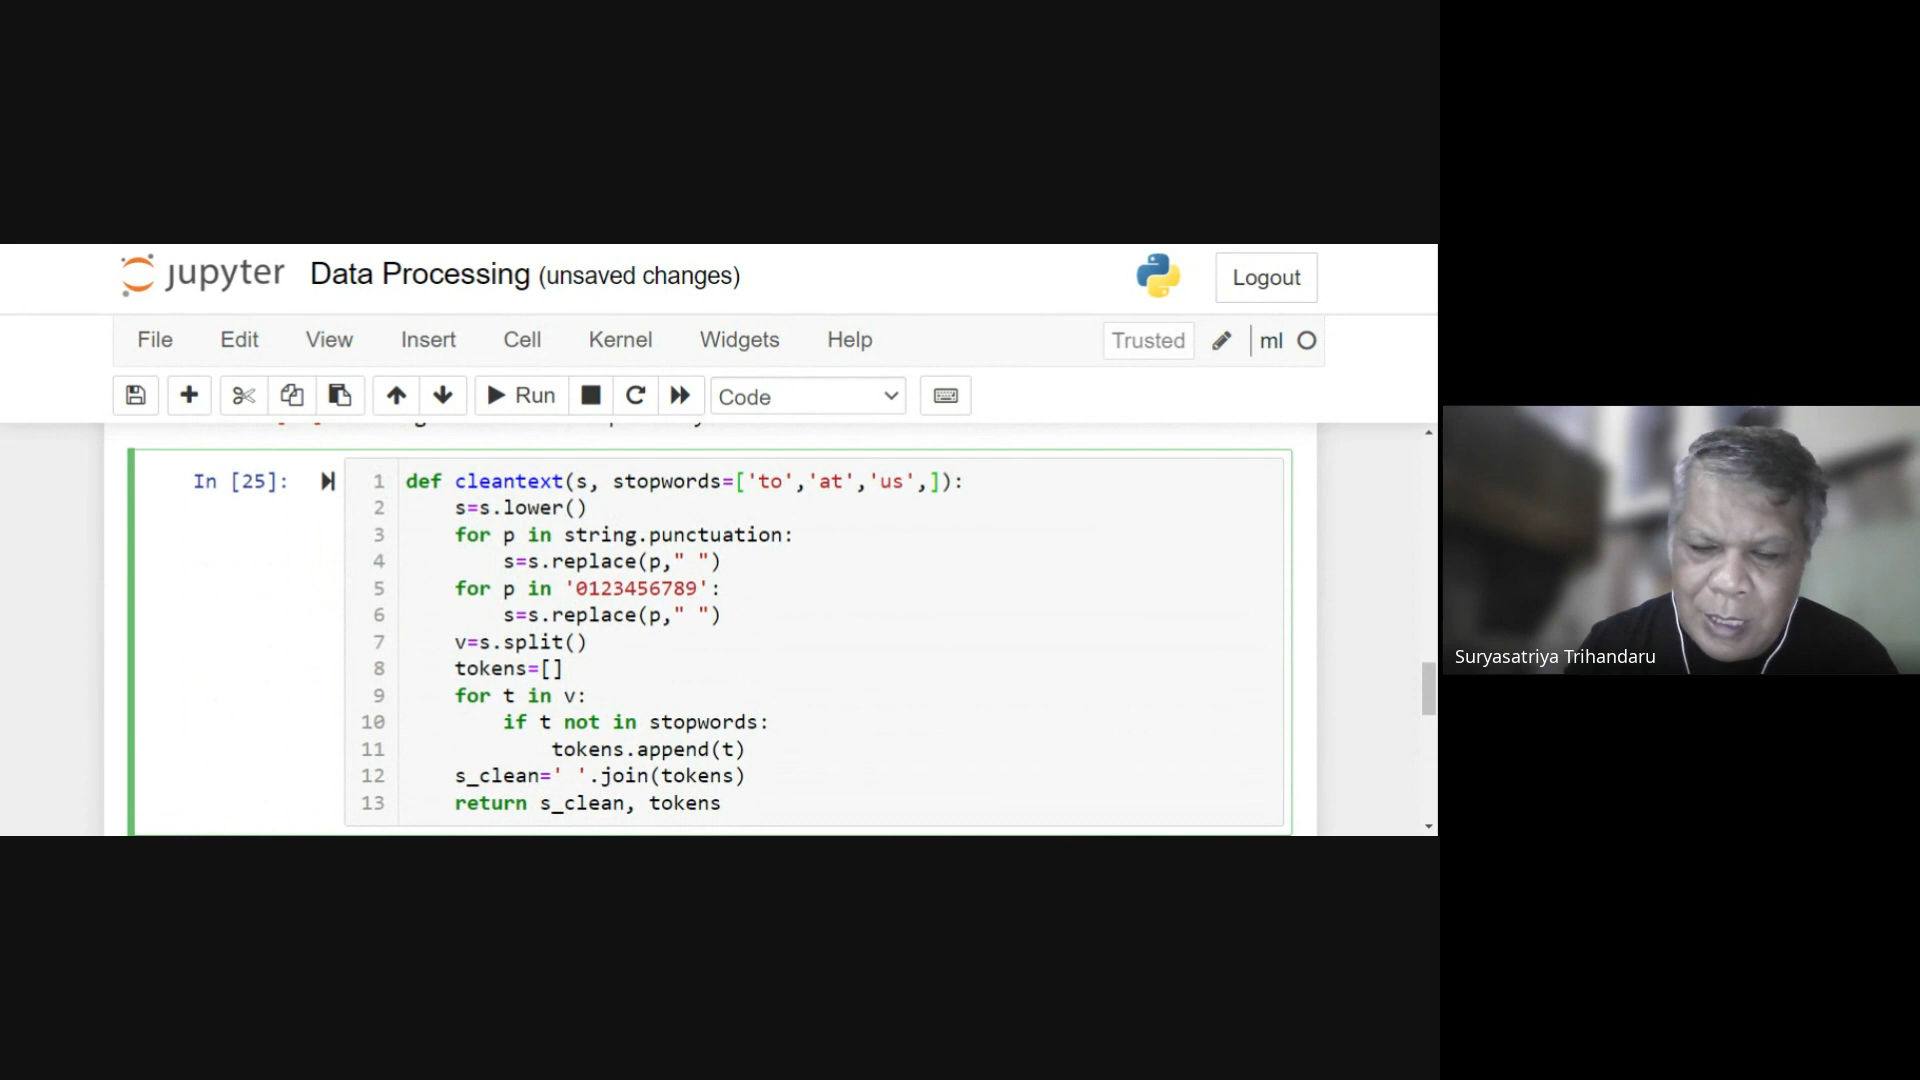 jupyter Data Processing (unsaved changes) Logout
File Edit View Insert Cell Kernel Widgets Help Trusted ml
Run Code
In [25]:
1 def cleantext(s, stopwords=['to','at','us',]):
2 s=s.lower()
3 for p in string.punctuation:
4 s=s.replace(p," ")
5 for p in '0123456789':
6 s=s.replace(p," ")
7 v=s.split()
8 tokens=[]
9 for t in v:
10 if t not in stopwords:
11 tokens.append(t)
12 s_clean=' '.join(tokens)
13 return s_clean, tokens
Suryasatriya Trihandaru